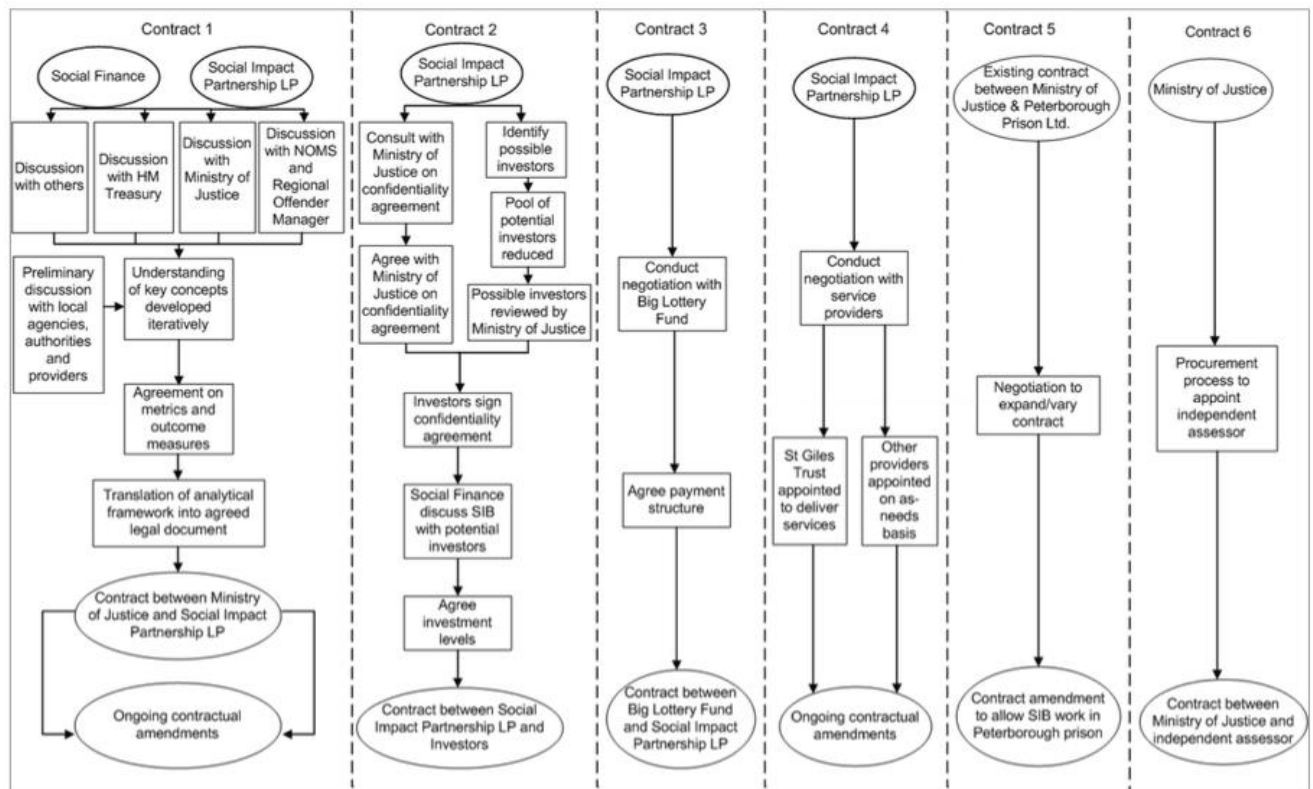 Contract 1
Social Finance
Social Impact
Partnership LP
Discussion
with others
Discussion
with HM
Treasury
Discussion
with
Ministry of
Justice
Discussion
with NOMS
and
Regional
Offender
Manager
Preliminary
discussion
with local
agencies,
authorities
and
providers
Understanding
of key concepts
developed
iteratively
Agreement on
metrics and
outcome
measures
Translation of analytical
framework into agreed
legal document
Contract between Ministry
of Justice and Social Impact
Partnership LP
Ongoing contractual
amendments
Contract 2
Social Impact
Partnership LP
Consult with
Ministry of
Justice on
confidentiality
agreement
Identify
possible
investors
Pool of
potential
investors
reduced
Agree with
Ministry of
Justice on
confidentiality
agreement
Possible investors
reviewed by
Ministry of Justice
Investors sign
confidentiality
agreement
Social Finance
discuss SIB
with potential
investors
Agree
investment
levels
Contract between Social
Impact Partnership LP and
Investors
Contract 3
Social Impact
Partnership LP
Conduct
negotiation with
Big Lottery
Fund
Agree payment
structure
Contract between
Big Lottery Fund
and Social Impact
Partnership LP
Contract 4
Social Impact
Partnership LP
Conduct
negotiation with
service
providers
St Giles
Trust
appointed
to deliver
services
Other
providers
appointed
on as-
needs
basis
Ongoing contractual
amendments
Contract 5
Existing contract
between Ministry of
Justice & Peterborough
Prison Ltd.
Negotiation to
expand/vary
contract
Contract amendment
to allow SIB work in
Peterborough prison
Contract 6
Ministry of Justice
Procurement
process to
appoint
independent
assessor
Contract between
Ministry of Justice and
independent assessor